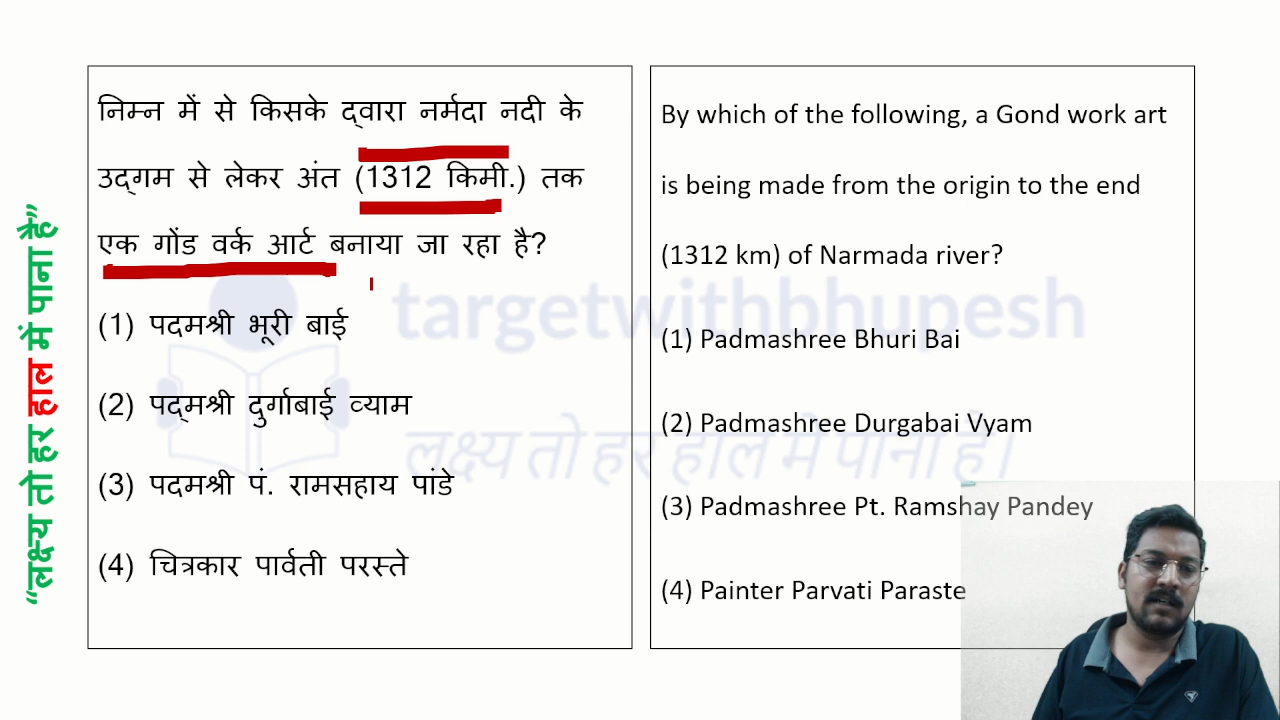 “लक्ष्य तो हर हाल में पाना है”
निम्न में से किसके द्वारा नर्मदा नदी के
उद्गम से लेकर अंत (1312 किमी.) तक
एक गोंड वर्क आर्ट बनाया जा रहा है?
(1) पदमश्री भूरी बाई
(2) पद्मश्री दुर्गाबाई व्याम
(3) पदमश्री पं. रामसहाय पांडे
(4) चित्रकार पार्वती परस्ते
By which of the following, a Gond work art
is being made from the origin to the end
(1312 km) of Narmada river?
(1) Padmashree Bhuri Bai
(2) Padmashree Durgabai Vyam
(3) Padmashree Pt. Ramshay Pandey
(4) Painter Parvati Paraste
targetwithbhupesh
लक्ष्य तो हर हाल में पाना है।